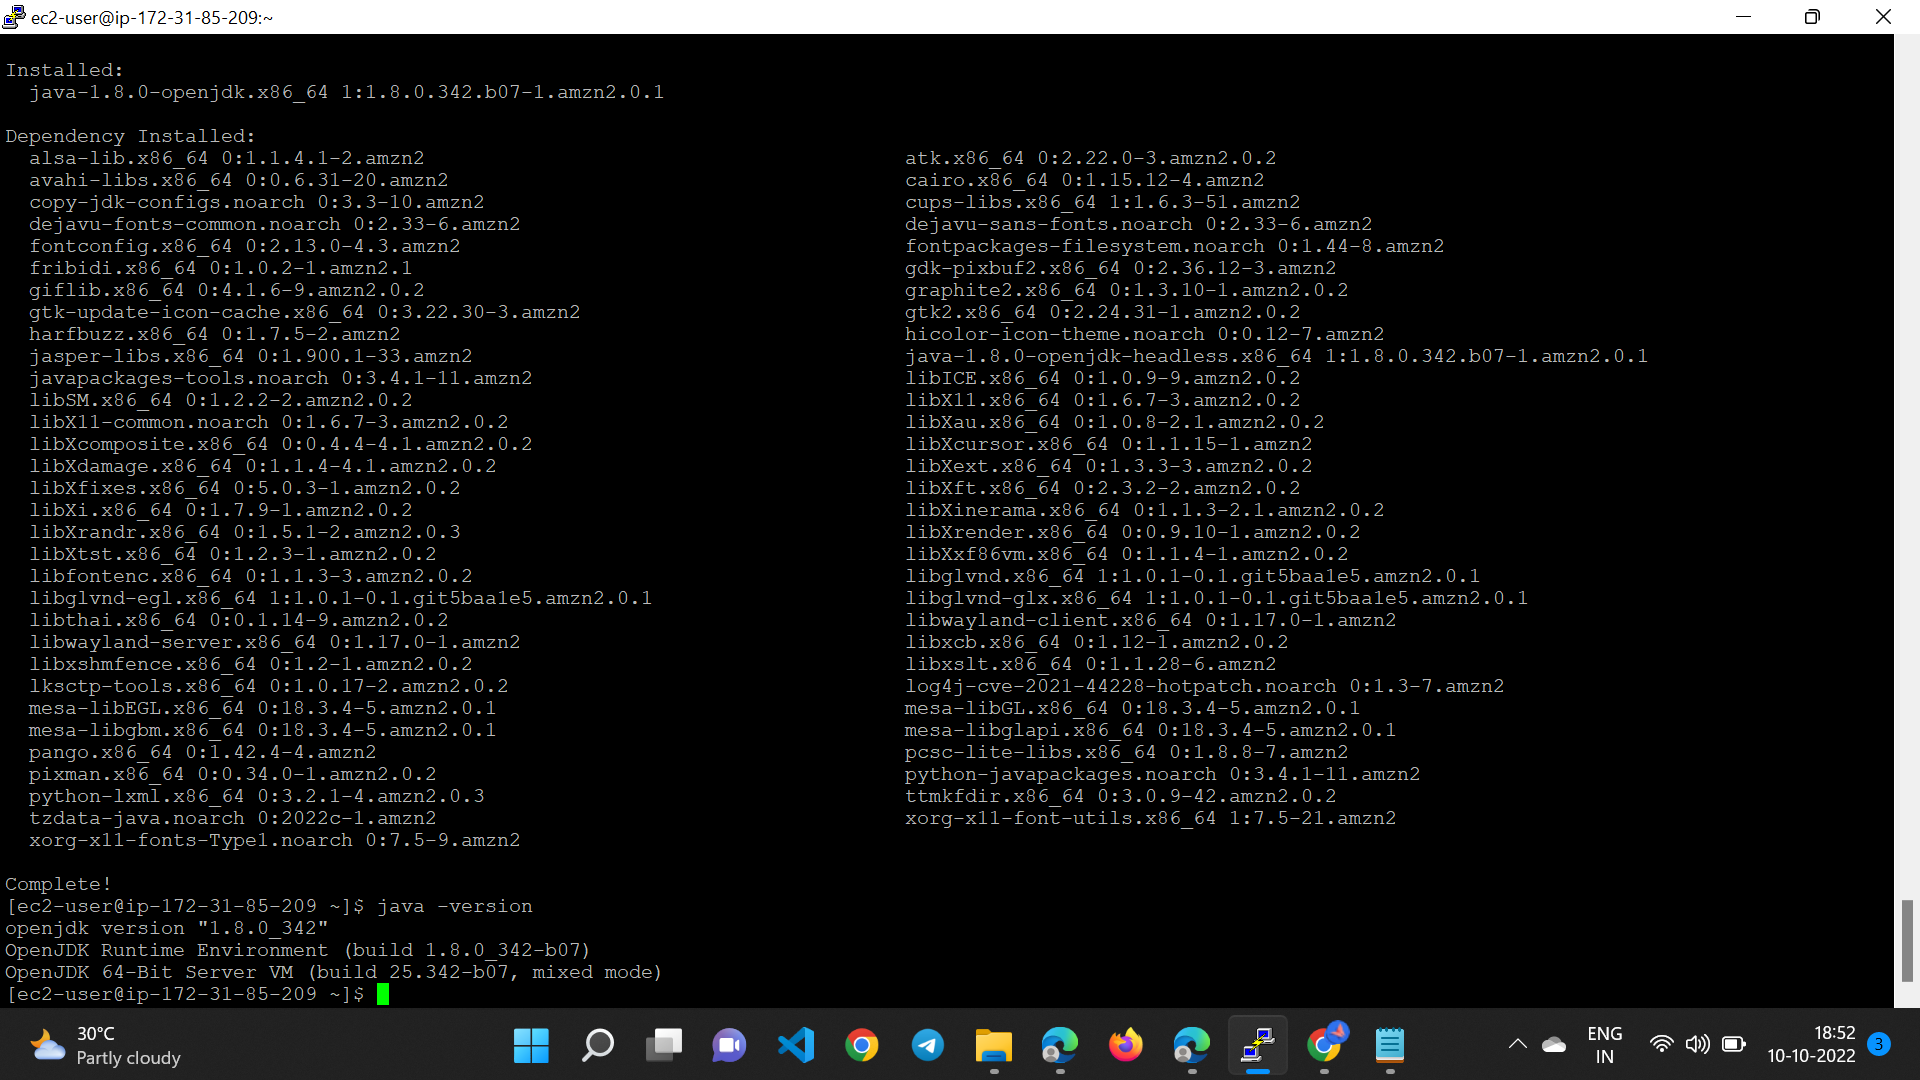 ec2-user@ip-172-31-85-209:~
Installed:
java-1.8.0-openjdk.x86_64 1:1.8.0.342.b07-1.amzn2.0.1
Dependency Installed:
alsa-lib.x86_64 0:1.1.4.1-2.amzn2 atk.x86_64 0:2.22.0-3.amzn2.0.2
avahi-libs.x86_64 0:0.6.31-20.amzn2 cairo.x86_64 0:1.15.12-4.amzn2
copy-jdk-configs.noarch 0:3.3-10.amzn2 cups-libs.x86_64 1:1.6.3-51.amzn2
dejavu-fonts-common.noarch 0:2.33-6.amzn2 dejavu-sans-fonts.noarch 0:2.33-6.amzn2
fontconfig.x86_64 0:2.13.0-4.3.amzn2 fontpackages-filesystem.noarch 0:1.44-8.amzn2
fribidi.x86_64 0:1.0.2-1.amzn2.1 gdk-pixbuf2.x86_64 0:2.36.12-3.amzn2
giflib.x86_64 0:4.1.6-9.amzn2.0.2 graphite2.x86_64 0:1.3.10-1.amzn2.0.2
gtk-update-icon-cache.x86_64 0:3.22.30-3.amzn2 gtk2.x86_64 0:2.24.31-1.amzn2.0.2
harfbuzz.x86_64 0:1.7.5-2.amzn2 hicolor-icon-theme.noarch 0:0.12-7.amzn2
jasper-libs.x86_64 0:1.900.1-33.amzn2 java-1.8.0-openjdk-headless.x86_64 1:1.8.0.342.b07-1.amzn2.0.1
javapackages-tools.noarch 0:3.4.1-11.amzn2 libICE.x86_64 0:1.0.9-9.amzn2.0.2
libSM.x86_64 0:1.2.2-2.amzn2.0.2 libX11.x86_64 0:1.6.7-3.amzn2.0.2
libX11-common.noarch 0:1.6.7-3.amzn2.0.2 libXau.x86_64 0:1.0.8-2.1.amzn2.0.2
libXcomposite.x86_64 0:0.4.4-4.1.amzn2.0.2 libXcursor.x86_64 0:1.1.15-1.amzn2
libXdamage.x86_64 0:1.1.4-4.1.amzn2.0.2 libXext.x86_64 0:1.3.3-3.amzn2.0.2
libXfixes.x86_64 0:5.0.3-1.amzn2.0.2 libXft.x86_64 0:2.3.2-2.amzn2.0.2
libXi.x86_64 0:1.7.9-1.amzn2.0.2 libXinerama.x86_64 0:1.1.3-2.1.amzn2.0.2
libXrandr.x86_64 0:1.5.1-2.amzn2.0.3 libXrender.x86_64 0:0.9.10-1.amzn2.0.2
libXtst.x86_64 0:1.2.3-1.amzn2.0.2 libXxf86vm.x86_64 0:1.1.4-1.amzn2.0.2
libfontenc.x86_64 0:1.1.3-3.amzn2.0.2 libglvnd.x86_64 1:1.0.1-0.1.git5baa1e5.amzn2.0.1
libglvnd-egl.x86_64 1:1.0.1-0.1.git5baa1e5.amzn2.0.1 libglvnd-glx.x86_64 1:1.0.1-0.1.git5baa1e5.amzn2.0.1
libthai.x86_64 0:0.1.14-9.amzn2.0.2 libwayland-client.x86_64 0:1.17.0-1.amzn2
libwayland-server.x86_64 0:1.17.0-1.amzn2 libxcb.x86_64 0:1.12-1.amzn2.0.2
libxshmfence.x86_64 0:1.2-1.amzn2.0.2 libxslt.x86_64 0:1.1.28-6.amzn2
lksctp-tools.x86_64 0:1.0.17-2.amzn2.0.2 log4j-cve-2021-44228-hotpatch.noarch 0:1.3-7.amzn2
mesa-libEGL.x86_64 0:18.3.4-5.amzn2.0.1 mesa-libGL.x86_64 0:18.3.4-5.amzn2.0.1
mesa-libgbm.x86_64 0:18.3.4-5.amzn2.0.1 mesa-libglapi.x86_64 0:18.3.4-5.amzn2.0.1
pango.x86_64 0:1.42.4-4.amzn2 pcsc-lite-libs.x86_64 0:1.8.8-7.amzn2
pixman.x86_64 0:0.34.0-1.amzn2.0.2 python-javapackages.noarch 0:3.4.1-11.amzn2
python-lxml.x86_64 0:3.2.1-4.amzn2.0.3 ttmkfdir.x86_64 0:3.0.9-42.amzn2.0.2
tzdata-java.noarch 0:2022c-1.amzn2 xorg-x11-font-utils.x86_64 1:7.5-21.amzn2
xorg-x11-fonts-Type1.noarch 0:7.5-9.amzn2
Complete!
[ec2-user@ip-172-31-85-209 ~]$ java -version
openjdk version "1.8.0_342"
OpenJDK Runtime Environment (build 1.8.0_342-b07)
OpenJDK 64-Bit Server VM (build 25.342-b07, mixed mode)
[ec2-user@ip-172-31-85-209 ~]$
30°C
Partly cloudy
ENG
IN
18:52
10-10-2022
3